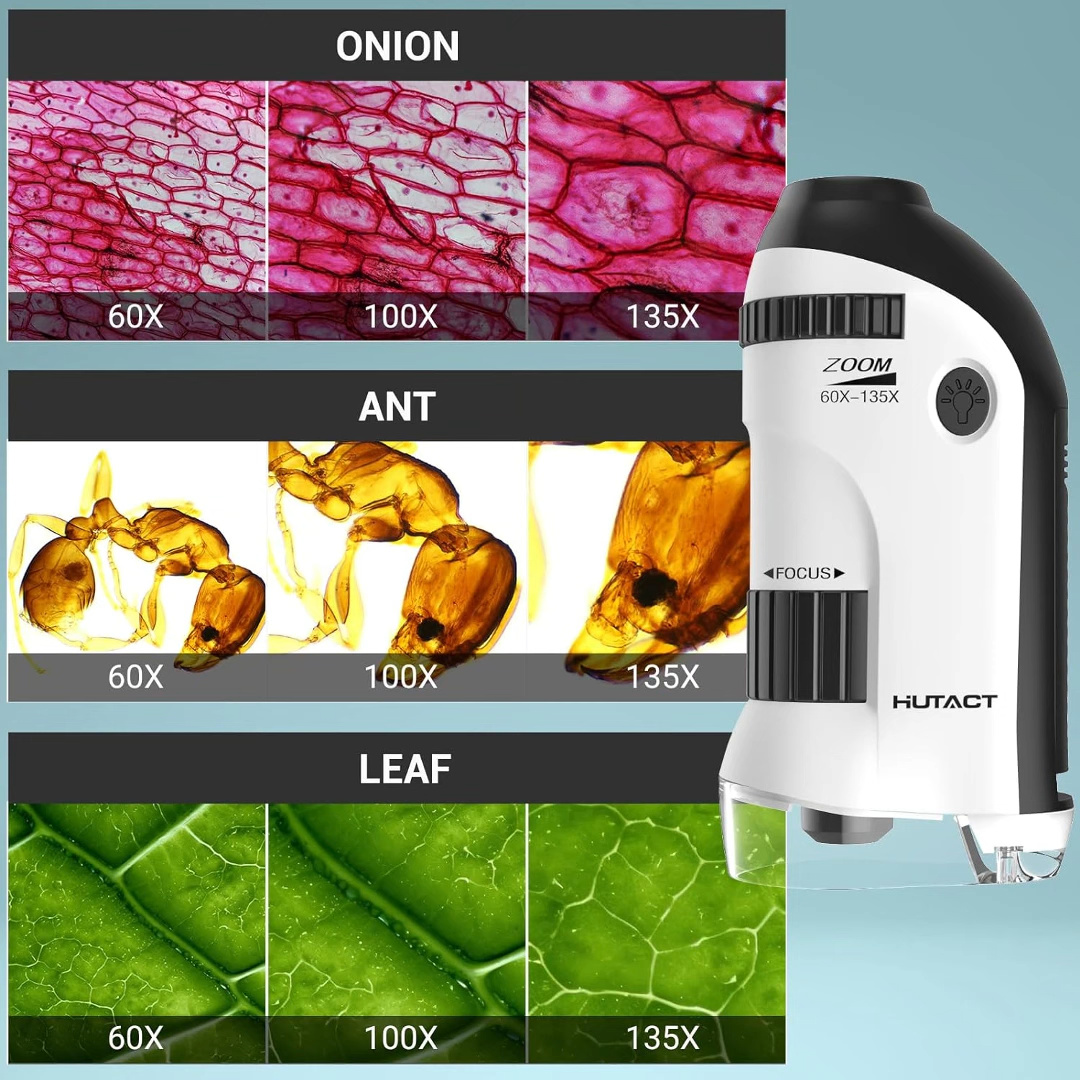 ONION
60X
100X
135X
ANT
60X
100X
135X
LEAF
60X
100X
135X
ZOOM
60X–135X
◀FOCUS▶
HUTACT